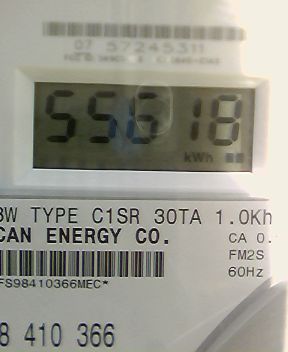 07 57245311
55618
kWh
3W TYPE C1SR 30TA 1.0Kh
CAN ENERGY CO. CA 0.
FM2S
60Hz
FS98410366MEC*
8 410 366